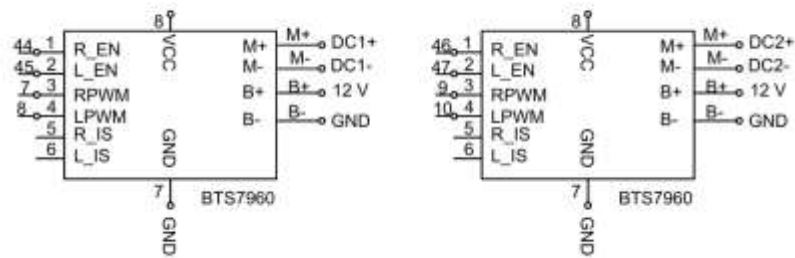 8
44 1 R_EN VCC M+ M+ DC1+
45 2 L_EN M- M- DC1-
7 3 RPWM B+ B+ 12 V
8 4 LPWM B- B- GND
5 R_IS GND
6 L_IS
7 BTS7960
GND
8
46 1 R_EN VCC M+ M+ DC2+
47 2 L_EN M- M- DC2-
9 3 RPWM B+ B+ 12 V
10 4 LPWM B- B- GND
5 R_IS GND
6 L_IS
7 BTS7960
GND